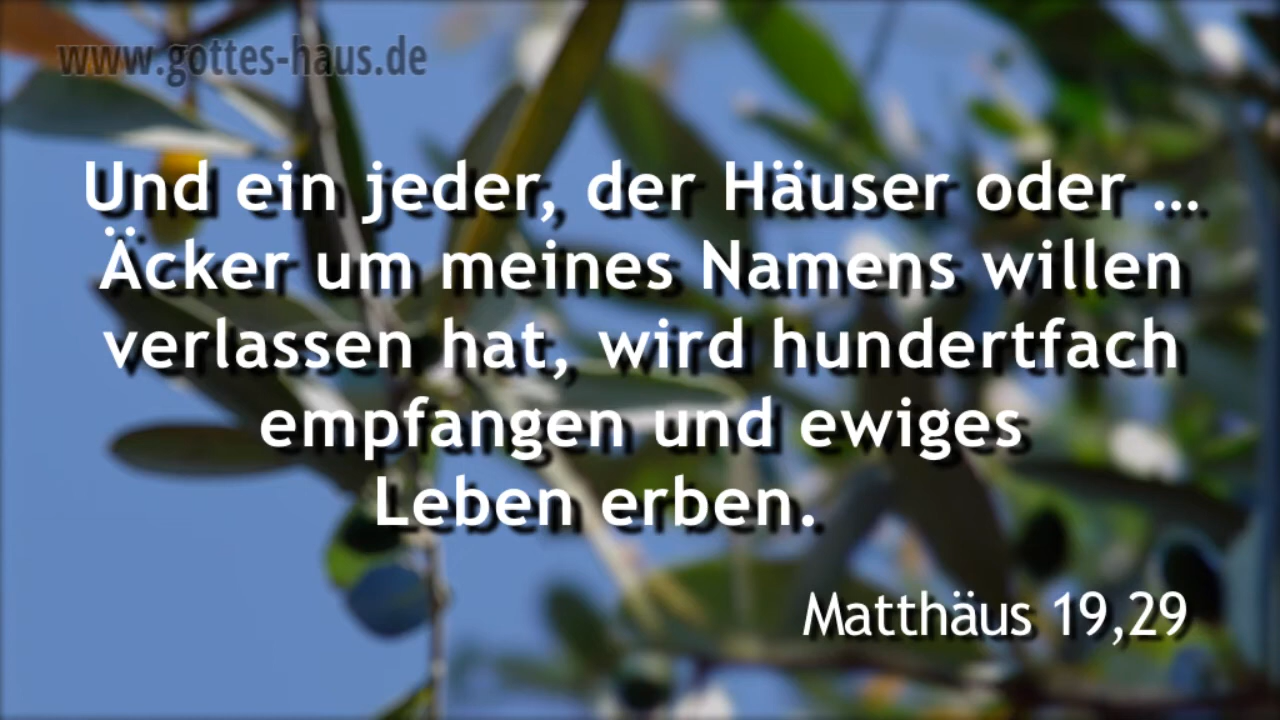 www.gottes-haus.de
Und ein jeder, der Häuser oder ...
Äcker um meines Namens willen
verlassen hat, wird hundertfach
empfangen und ewiges
Leben erben.
Matthäus 19,29